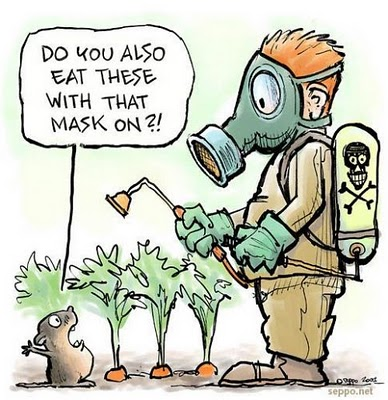 DO YOU ALSO
EAT THESE
WITH THAT
MASK ON?!
seppo.net